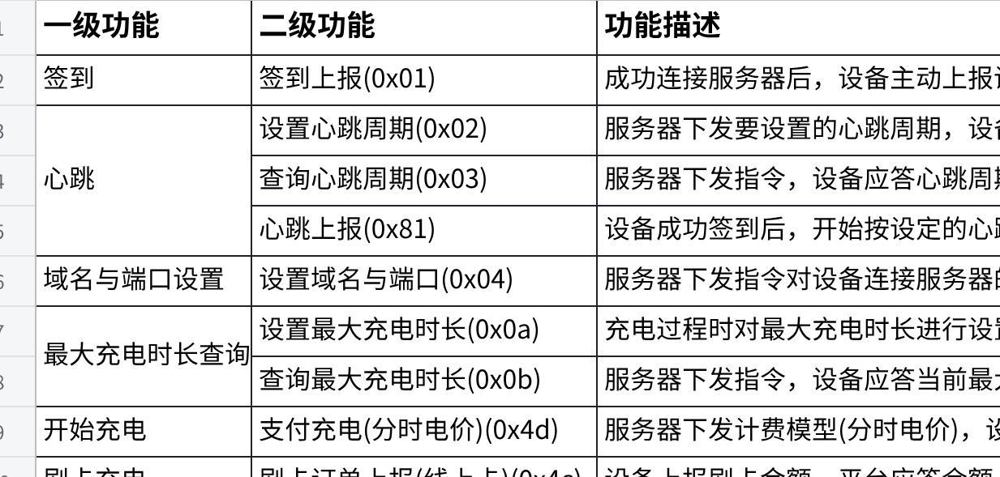 一级功能 二级功能 功能描述
2 签到 签到上报(0x01) 成功连接服务器后，设备主动上报
3 设置心跳周期(0x02) 服务器下发要设置的心跳周期，设
4 心跳 查询心跳周期(0x03) 服务器下发指令，设备应答心跳周
5 心跳上报(0x81) 设备成功签到后，开始按设定的心
6 域名与端口设置 设置域名与端口(0x04) 服务器下发指令对设备连接服务器
7 设置最大充电时长(0x0a) 充电过程时对最大充电时长进行设
最大充电时长查询
8 查询最大充电时长(0x0b) 服务器下发指令，设备应答当前最
9 开始充电 支付充电(分时电价)(0x4d) 服务器下发计费模型(分时电价)，
刷卡充电 刷卡订单上报(线上卡) 设备上报刷卡金额，平台应答金额